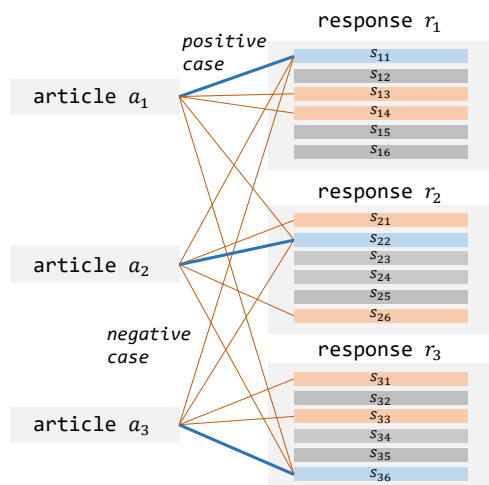 response r₁
positive
case
s₁₁
s₁₂
article a₁
s₁₃
s₁₄
s₁₅
s₁₆
response r₂
s₂₁
s₂₂
article a₂
s₂₃
s₂₄
s₂₅
s₂₆
negative
case
response r₃
s₃₁
s₃₂
s₃₃
article a₃
s₃₄
s₃₅
s₃₆